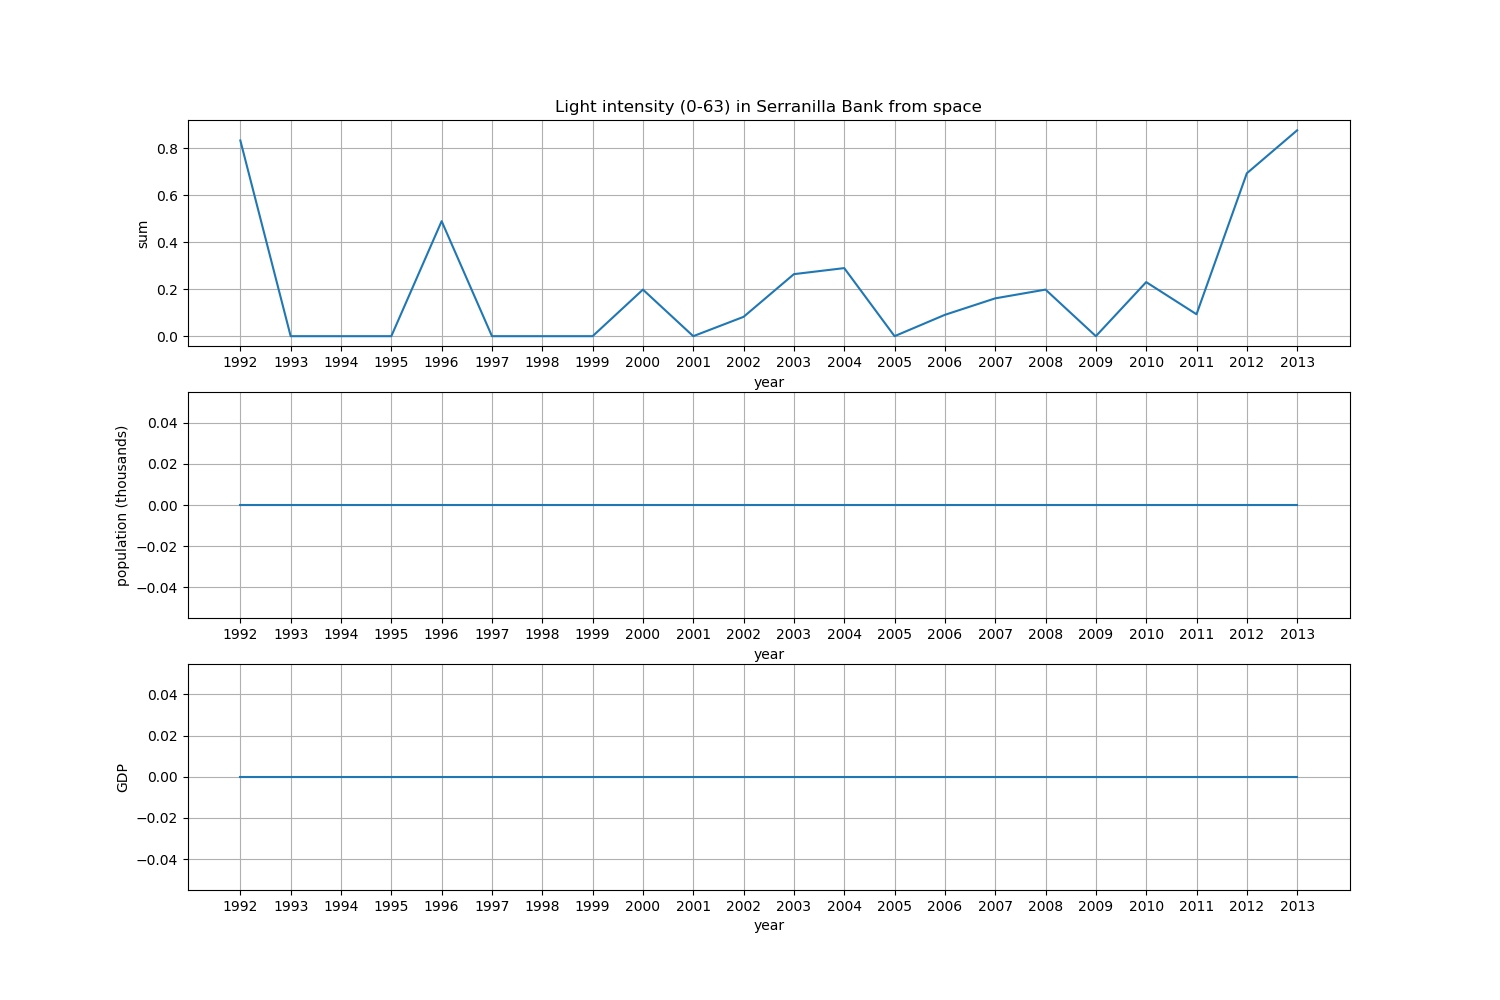 Light intensity (0-63) in Serranilla Bank from space
sum
0.8
0.6
0.4
0.2
0.0
1992 1993 1994 1995 1996 1997 1998 1999 2000 2001 2002 2003 2004 2005 2006 2007 2008 2009 2010 2011 2012 2013
year
population (thousands)
0.04
0.02
0.00
−0.02
−0.04
1992 1993 1994 1995 1996 1997 1998 1999 2000 2001 2002 2003 2004 2005 2006 2007 2008 2009 2010 2011 2012 2013
year
GDP
0.04
0.02
0.00
−0.02
−0.04
1992 1993 1994 1995 1996 1997 1998 1999 2000 2001 2002 2003 2004 2005 2006 2007 2008 2009 2010 2011 2012 2013
year